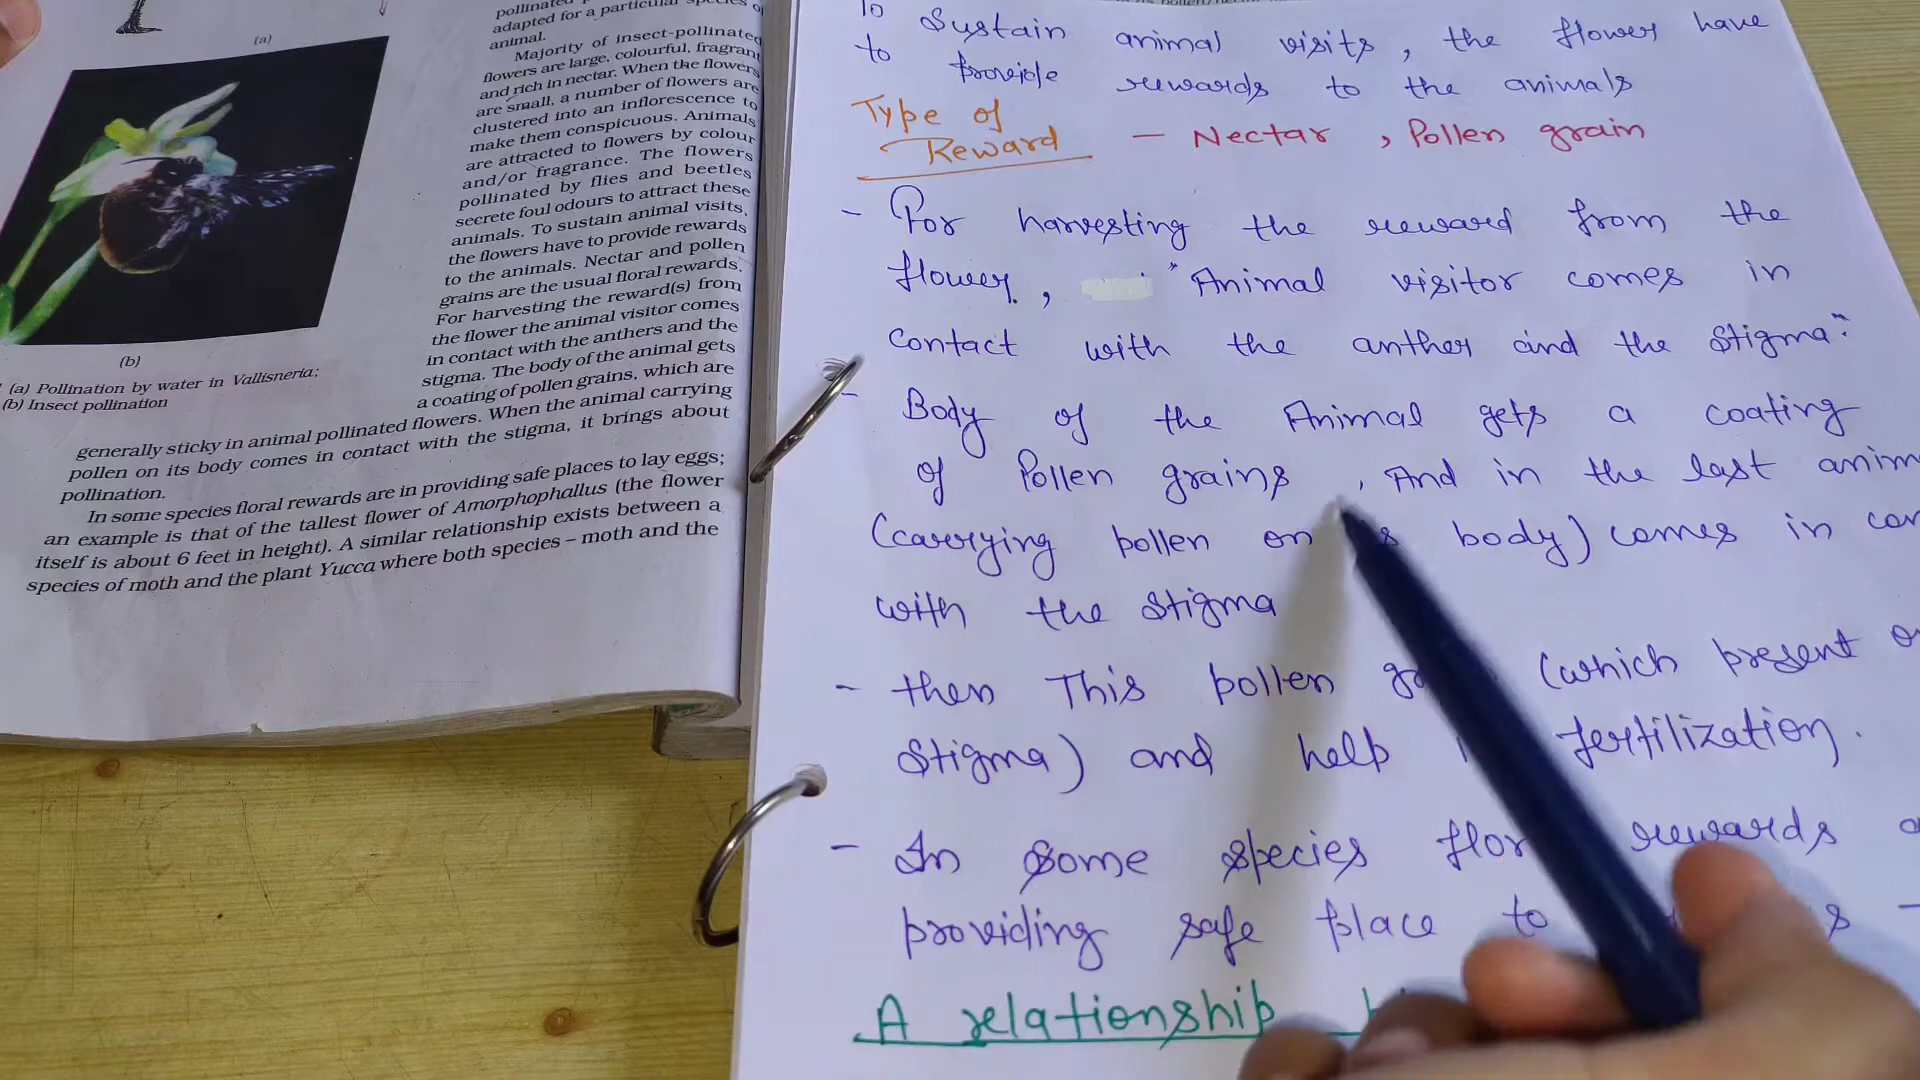 (a)
adapted for a particular species of
animal.
Majority of insect-pollinated
flowers are large, colourful, fragrant
and rich in nectar. When the flowers
are small, a number of flowers are
clustered into an inflorescence to
make them conspicuous. Animals
are attracted to flowers by colour
and/or fragrance. The flowers
pollinated by flies and beetles
secrete foul odours to attract these
animals. To sustain animal visits,
the flowers have to provide rewards
to the animals. Nectar and pollen
grains are the usual floral rewards.
For harvesting the reward(s) from
the flower the animal visitor comes
in contact with the anthers and the
stigma. The body of the animal gets
a coating of pollen grains, which are
(b)
(a) Pollination by water in Vallisneria;
(b) Insect pollination
generally sticky in animal pollinated flowers. When the animal carrying
pollen on its body comes in contact with the stigma, it brings about
pollination.
In some species floral rewards are in providing safe places to lay eggs;
an example is that of the tallest flower of Amorphophallus (the flower
itself is about 6 feet in height). A similar relationship exists between a
species of moth and the plant Yucca where both species – moth and the
To Sustain animal visits, the flower have
to Provide rewards to the animals
Type of
Reward — Nectar, Pollen grain
- For harvesting the reward from the
flower, "Animal visitor comes in
Contact with the anther and the Stigma"
- Body of the Animal gets a coating
of Pollen grains, And in the last
(carrying pollen on body) comes in
with the Stigma
- then This pollen (which present
Stigma) and help fertilization.
- In Some Species rewards
providing safe place to
A relationship